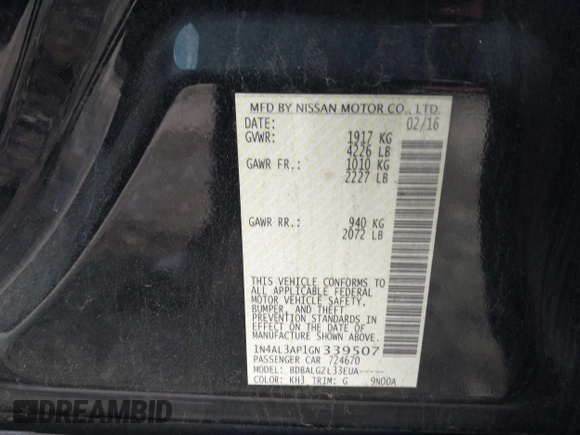 MFD BY NISSAN MOTOR CO., LTD.
DATE: 02/16
GVWR: 1917 KG
4226 LB
GAWR FR.: 1010 KG
2227 LB
GAWR RR.: 940 KG
2072 LB
THIS VEHICLE CONFORMS TO
ALL APPLICABLE FEDERAL
MOTOR VEHICLE SAFETY,
BUMPER, AND THEFT
PREVENTION STANDARDS IN
EFFECT ON THE DATE OF
MANUFACTURE SHOWN ABOVE.
1N4AL3AP1GN339507
PASSENGER CAR 724670
MODEL: BDBALGZL33EUA-----
COLOR: KH3 TRIM: G 9N00A
DREAMBID